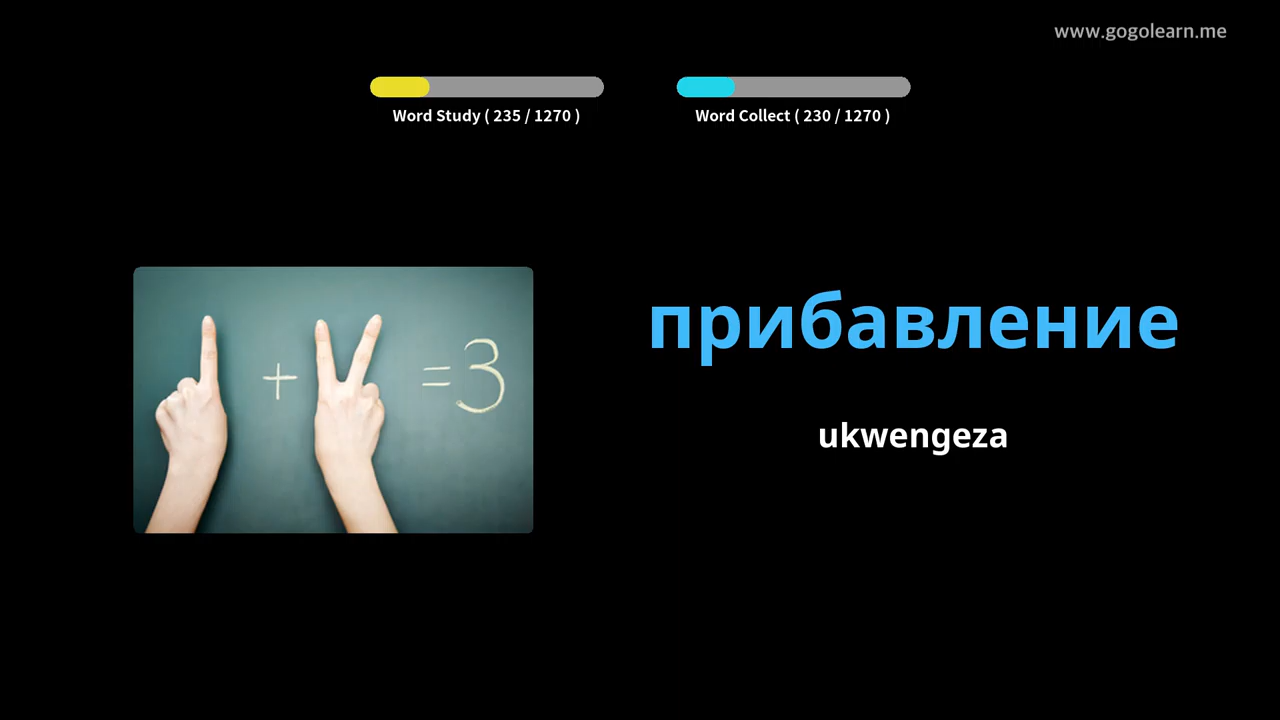 www.gogolearn.me
Word Study ( 235 / 1270 )
Word Collect ( 230 / 1270 )
+ = 3
прибавление
ukwengeza